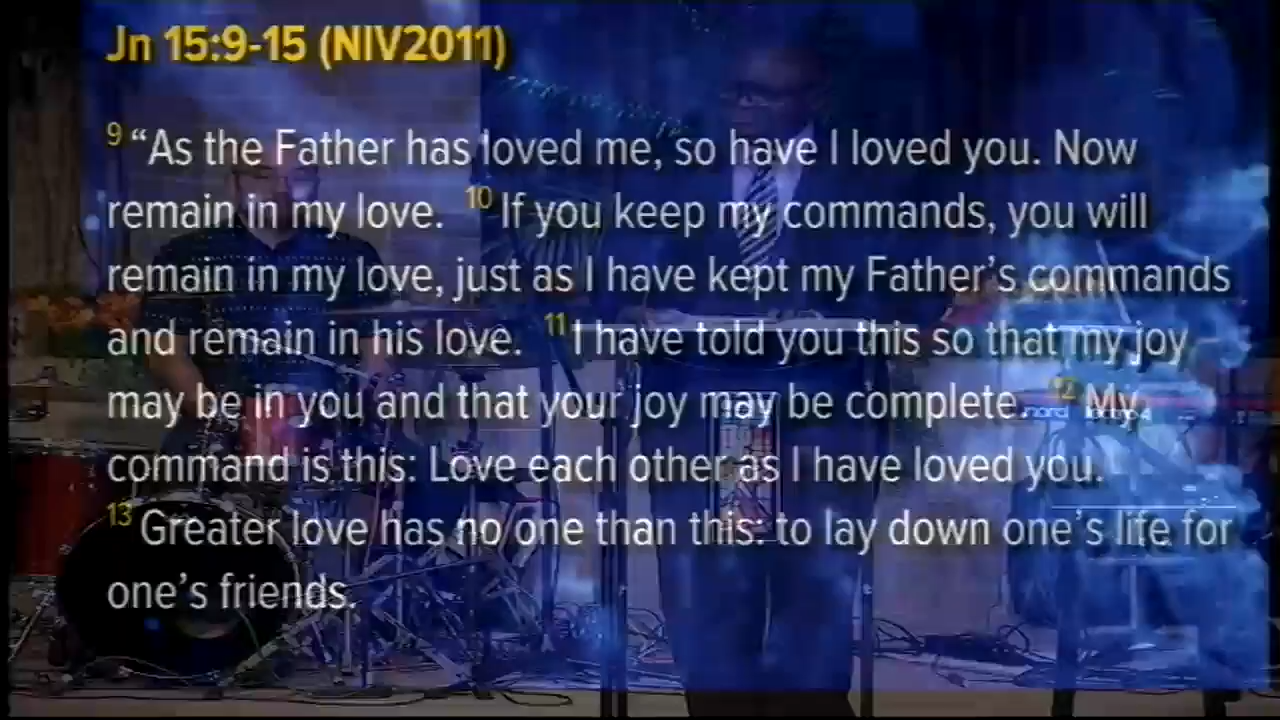 Jn 15:9-15 (NIV2011)
9 “As the Father has loved me, so have I loved you. Now
remain in my love. 10 If you keep my commands, you will
remain in my love, just as I have kept my Father’s commands
and remain in his love. 11 I have told you this so that my joy
may be in you and that your joy may be complete. 12 My
command is this: Love each other as I have loved you.
13 Greater love has no one than this: to lay down one’s life for
one’s friends.
nord